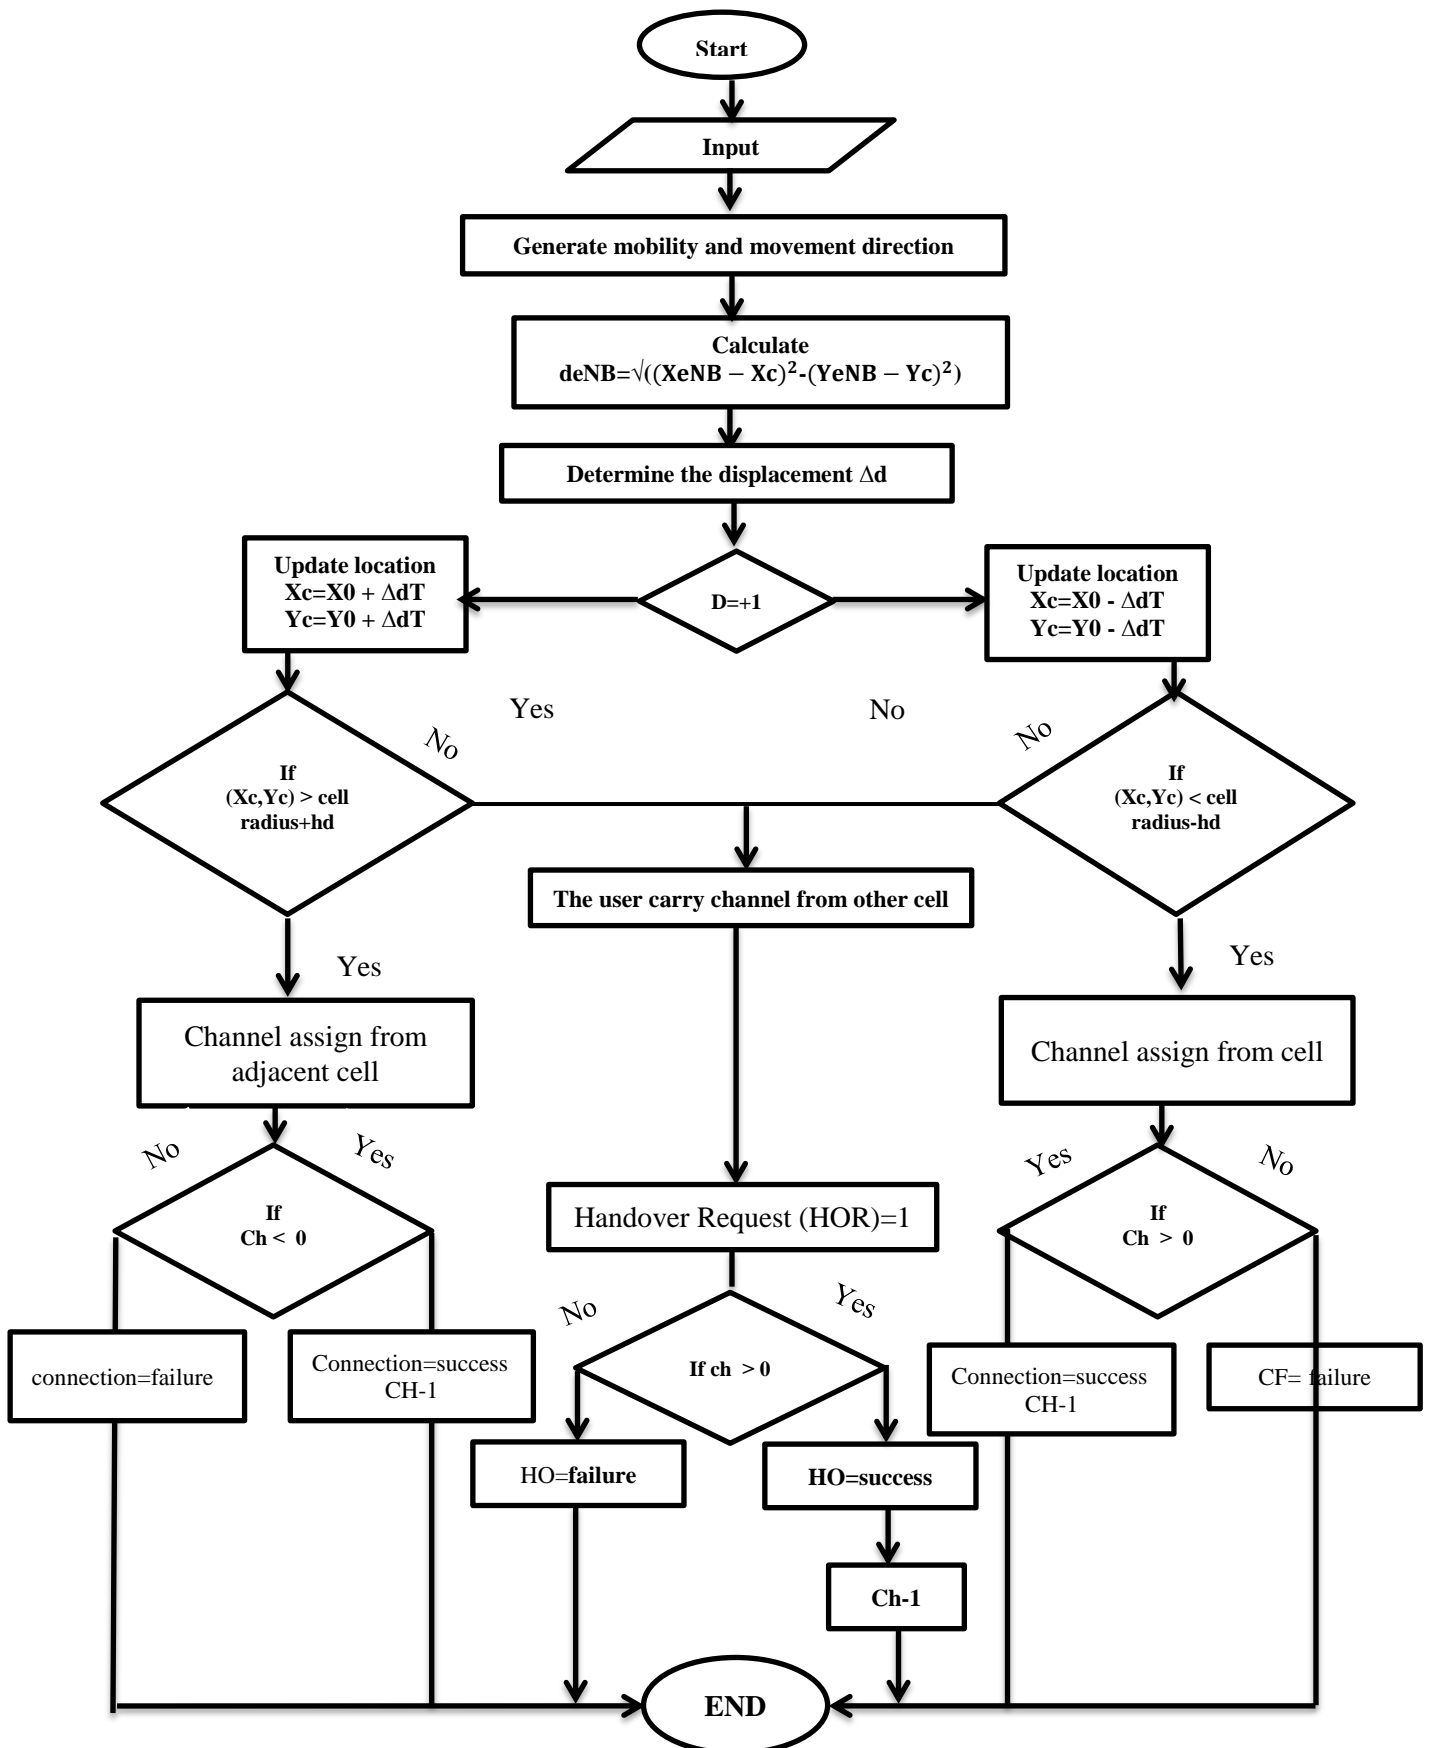 Start
Input
Generate mobility and movement direction
Calculate
deNB=√((XeNB − Xc)²-(YeNB − Yc)²)
Determine the displacement Δd
Update location
Xc=X0 + ΔdT
Yc=Y0 + ΔdT
D=+1
Update location
Xc=X0 - ΔdT
Yc=Y0 - ΔdT
Yes
No
No
No
If
(Xc,Yc) > cell
radius+hd
If
(Xc,Yc) < cell
radius-hd
The user carry channel from other cell
Yes
Yes
Channel assign from
adjacent cell
Channel assign from cell
No
Yes
Yes
No
If
Ch < 0
Handover Request (HOR)=1
If
Ch > 0
No
Yes
connection=failure
Connection=success
CH-1
If ch > 0
Connection=success
CH-1
CF= failure
HO=failure
HO=success
Ch-1
END